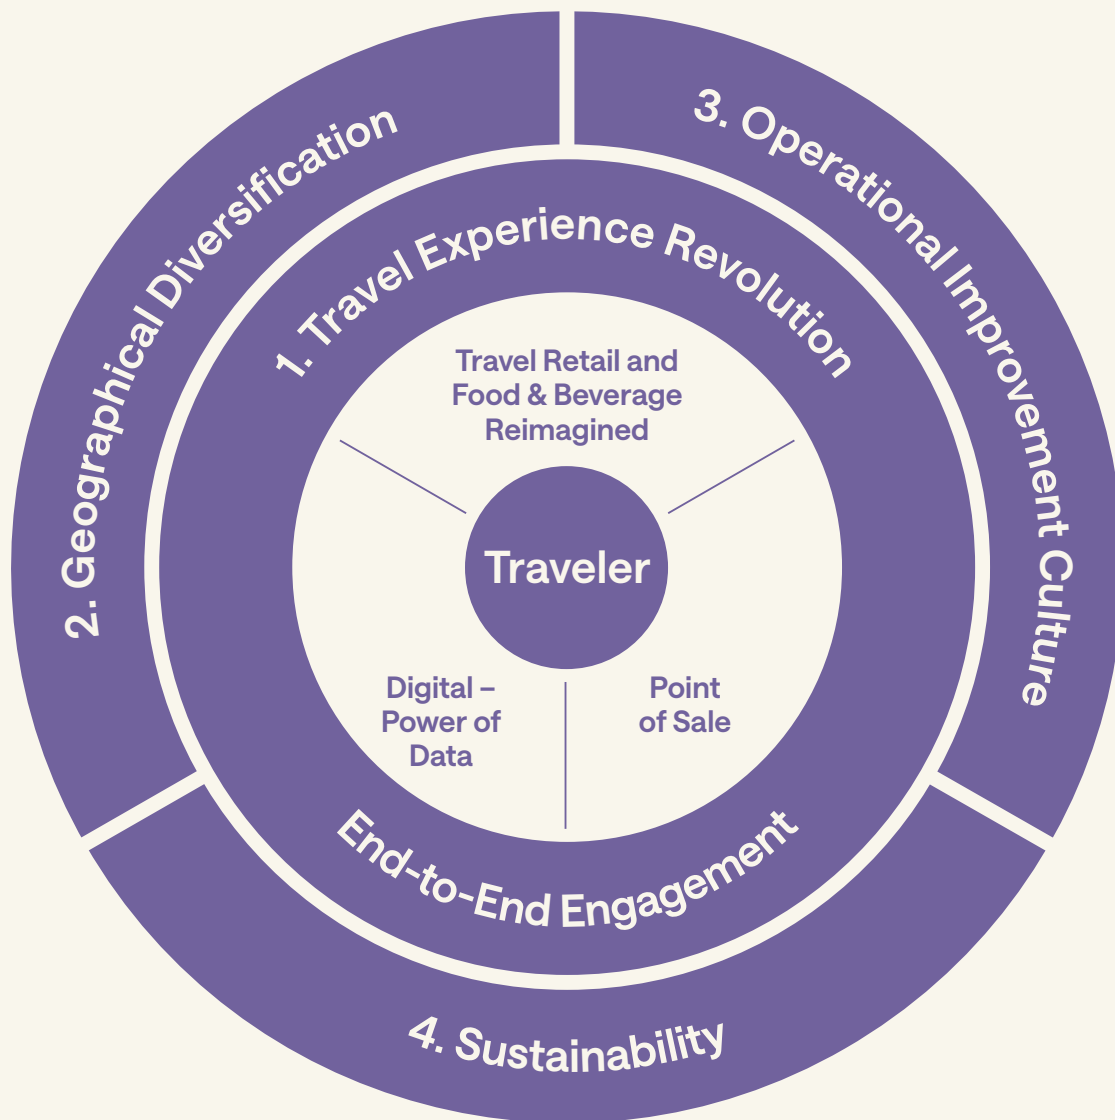 1. Travel Experience Revolution
2. Geographical Diversification
3. Operational Improvement Culture
Travel Retail and
Food & Beverage
Reimagined
Traveler
Digital –
Power of
Data
Point
of Sale
End-to-End Engagement
4. Sustainability